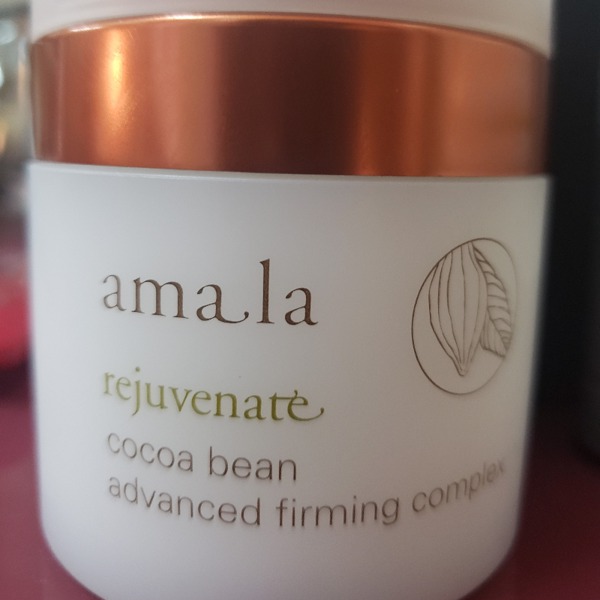 amala
rejuvenate
cocoa bean
advanced firming complex